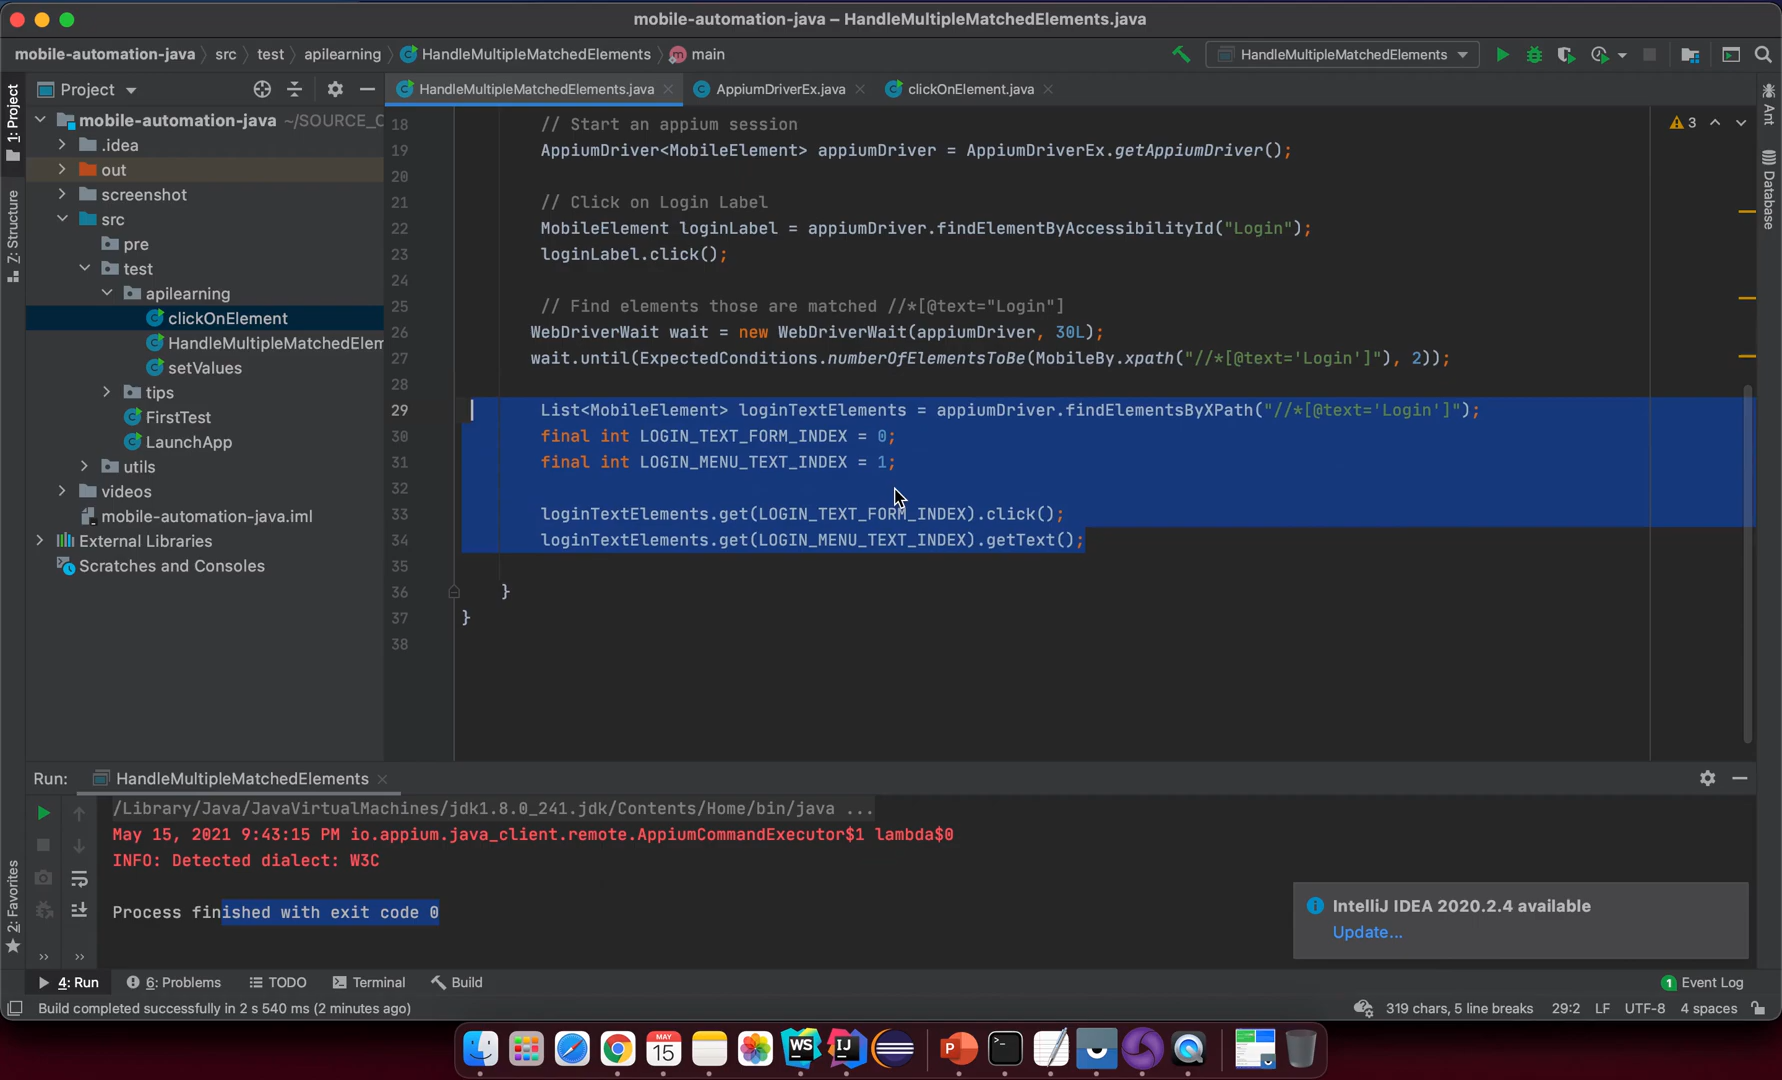 mobile-automation-java – HandleMultipleMatchedElements.java
mobile-automation-java src test apilearning HandleMultipleMatchedElements main
HandleMultipleMatchedElements
1: Project
7: Structure
2: Favorites
Ant
Database
Project
HandleMultipleMatchedElements.java
AppiumDriverEx.java
clickOnElement.java
mobile-automation-java ~/SOURCE_C
.idea
out
screenshot
src
pre
test
apilearning
clickOnElement
HandleMultipleMatchedElem
setValues
tips
FirstTest
LaunchApp
utils
videos
mobile-automation-java.iml
External Libraries
Scratches and Consoles
3
18 // Start an appium session
19 AppiumDriver<MobileElement> appiumDriver = AppiumDriverEx.getAppiumDriver();
20
21 // Click on Login Label
22 MobileElement loginLabel = appiumDriver.findElementByAccessibilityId("Login");
23 loginLabel.click();
24
25 // Find elements those are matched //*[@text="Login"]
26 WebDriverWait wait = new WebDriverWait(appiumDriver, 30L);
27 wait.until(ExpectedConditions.numberOfElementsToBe(MobileBy.xpath("//*[@text='Login']"), 2));
28
29 List<MobileElement> loginTextElements = appiumDriver.findElementsByXPath("//*[@text='Login']");
30 final int LOGIN_TEXT_FORM_INDEX = 0;
31 final int LOGIN_MENU_TEXT_INDEX = 1;
32
33 loginTextElements.get(LOGIN_TEXT_FORM_INDEX).click();
34 loginTextElements.get(LOGIN_MENU_TEXT_INDEX).getText();
35
36 }
37 }
38
Run: HandleMultipleMatchedElements
/Library/Java/JavaVirtualMachines/jdk1.8.0_241.jdk/Contents/Home/bin/java ...
May 15, 2021 9:43:15 PM io.appium.java_client.remote.AppiumCommandExecutor$1 lambda$0
INFO: Detected dialect: W3C
Process finished with exit code 0
IntelliJ IDEA 2020.2.4 available
Update...
4: Run 6: Problems TODO Terminal Build
1 Event Log
Build completed successfully in 2 s 540 ms (2 minutes ago)
319 chars, 5 line breaks 29:2 LF UTF-8 4 spaces
MAY
15
WS
IJ
P